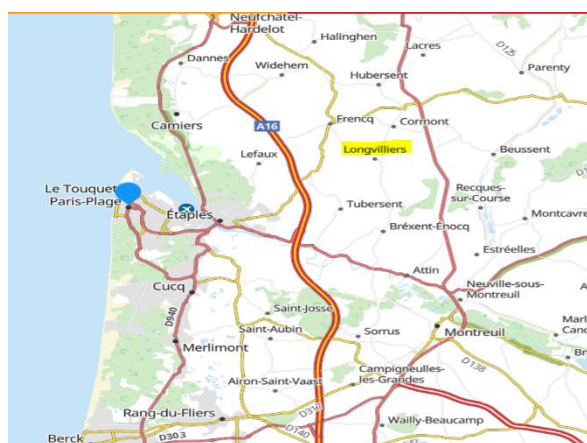 Neufchâtel-
Hardelot
Halinghen
Lacres
D125
Dannes
Widehem
Parenty
Hubersent
Camiers
A16
Frencq
Cormont
Lefaux
Longvilliers
Beussent
Le Touquet
Paris-Plage
Étaples
Tubersent
Recques-
sur-Course
Montcavr
Bréxent-Énocq
Estréelles
Attin
Cucq
Neuville-sous-
Montreuil
D940
Saint-Josse
Saint-Aubin
Sorrus
Montreuil
Merlimont
D138
Airon-Saint-Vaast
Campigneulles-
les-Grandes
Rang-du-Fliers
D303
D140
Wailly-Beaucamp
Berck